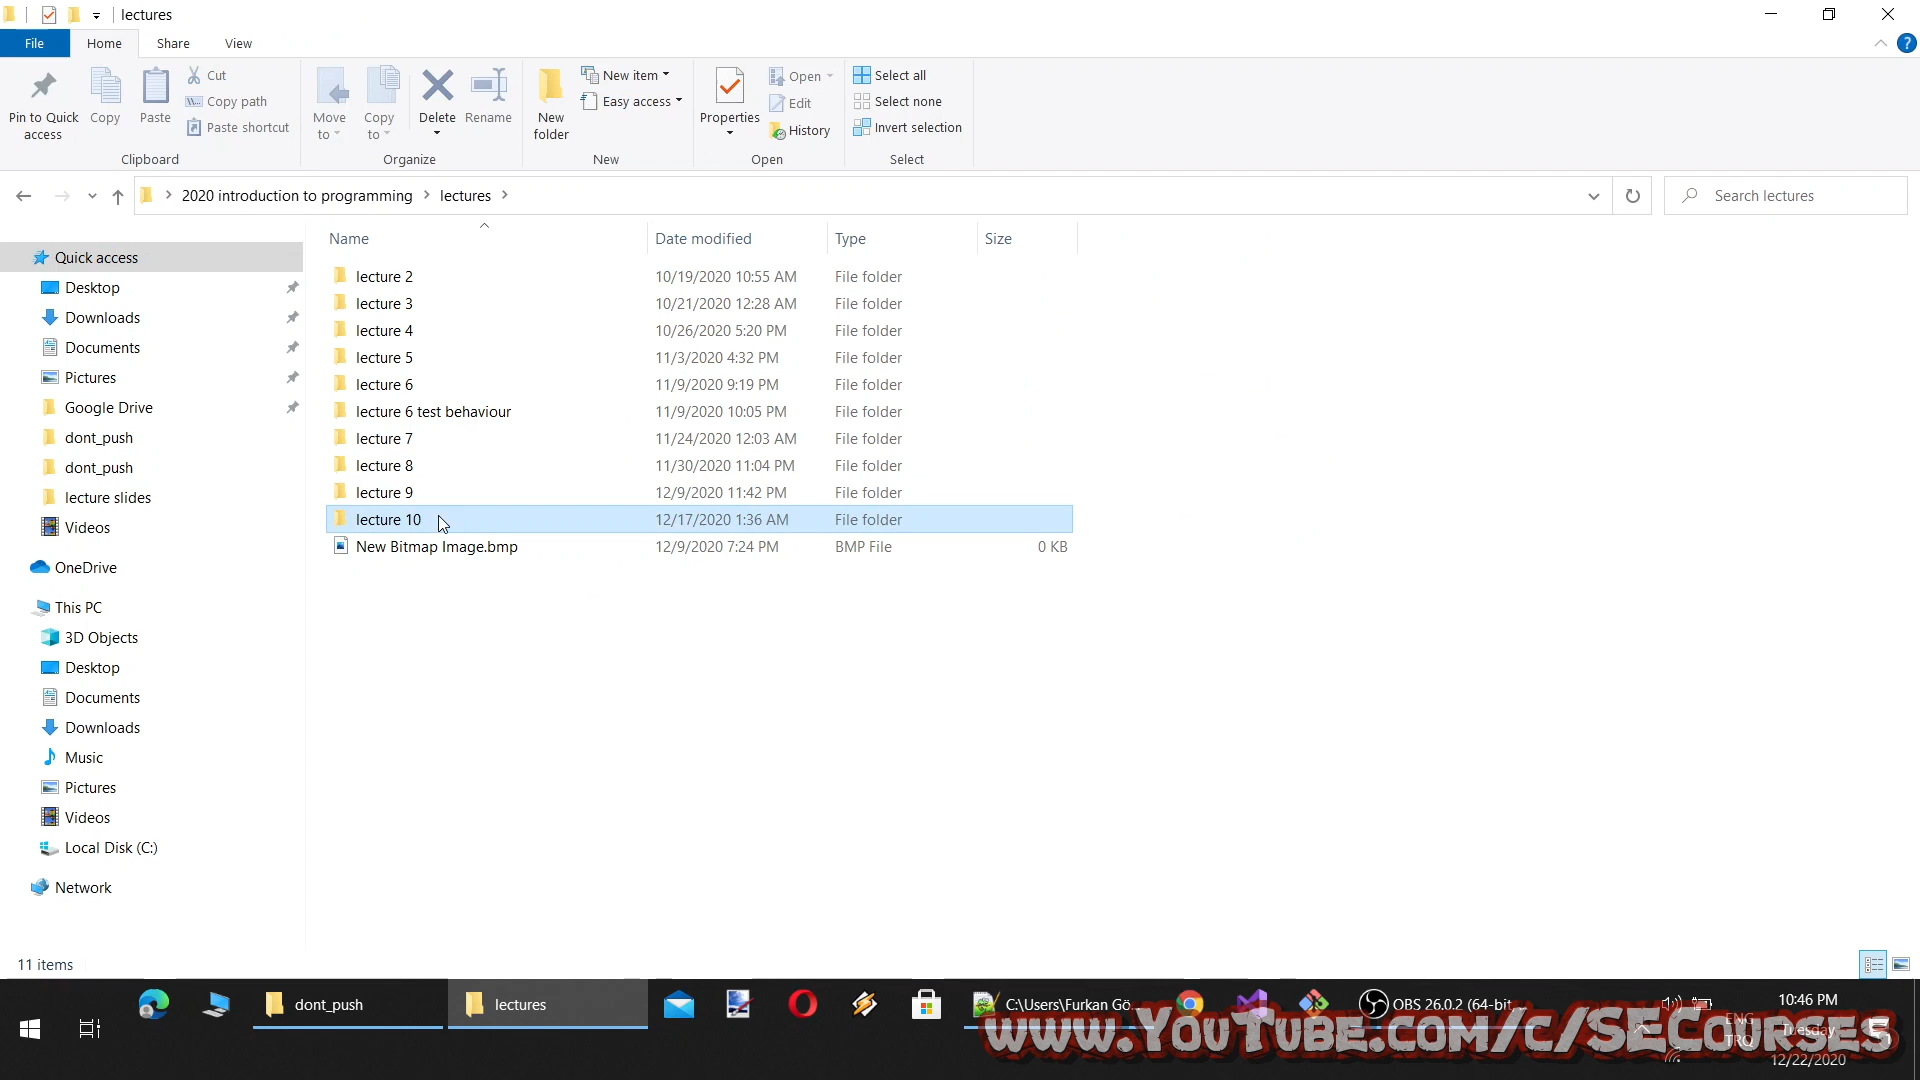 lectures
File Home Share View
Pin to Quick access
Copy
Paste
Cut
Copy path
Paste shortcut
Clipboard
Move to
Copy to
Delete
Rename
Organize
New folder
New item
Easy access
New
Properties
Open
Edit
History
Open
Select all
Select none
Invert selection
Select
2020 introduction to programming > lectures >
Search lectures
Quick access
Desktop
Downloads
Documents
Pictures
Google Drive
dont_push
dont_push
lecture slides
Videos
OneDrive
This PC
3D Objects
Desktop
Documents
Downloads
Music
Pictures
Videos
Local Disk (C:)
Network
Name Date modified Type Size
lecture 2 10/19/2020 10:55 AM File folder
lecture 3 10/21/2020 12:28 AM File folder
lecture 4 10/26/2020 5:20 PM File folder
lecture 5 11/3/2020 4:32 PM File folder
lecture 6 11/9/2020 9:19 PM File folder
lecture 6 test behaviour 11/9/2020 10:05 PM File folder
lecture 7 11/24/2020 12:03 AM File folder
lecture 8 11/30/2020 11:04 PM File folder
lecture 9 12/9/2020 11:42 PM File folder
lecture 10 12/17/2020 1:36 AM File folder
New Bitmap Image.bmp 12/9/2020 7:24 PM BMP File 0 KB
11 items
dont_push
lectures
C:\Users\Furkan Gö...
OBS 26.0.2 (64-bit...
ENG
TRQ
10:46 PM
Tuesday
12/22/2020
www.YouTube.com/c/SECourses